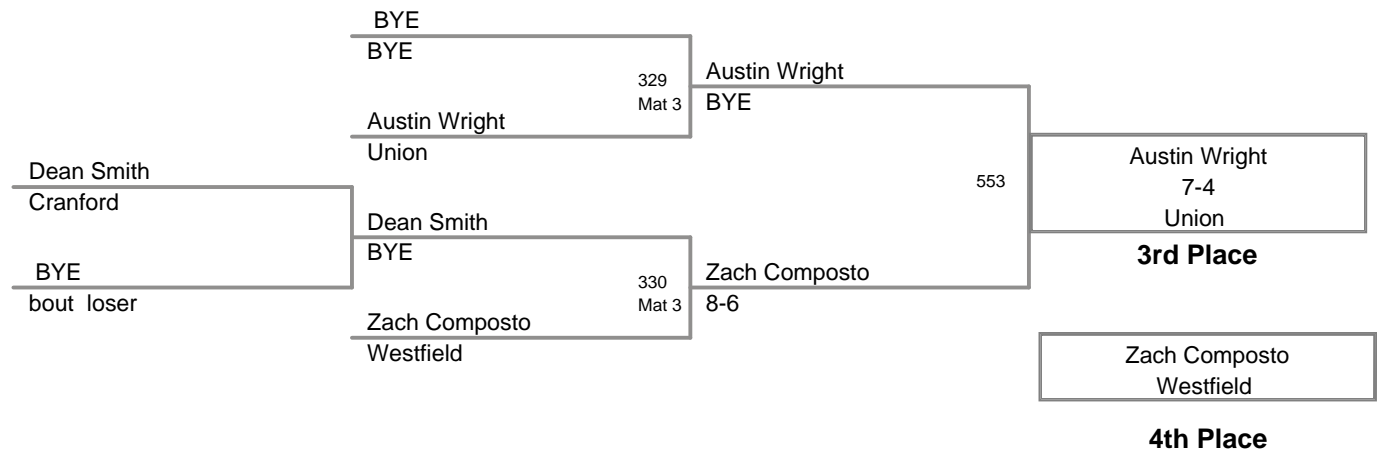 BYE
BYE
329
Mat 3
Austin Wright
Union
Austin Wright
BYE
Dean Smith
Cranford
BYE
bout loser
Dean Smith
BYE
330
Mat 3
Zach Composto
Westfield
Zach Composto
8-6
553
Austin Wright
7-4
Union
3rd Place
Zach Composto
Westfield
4th Place